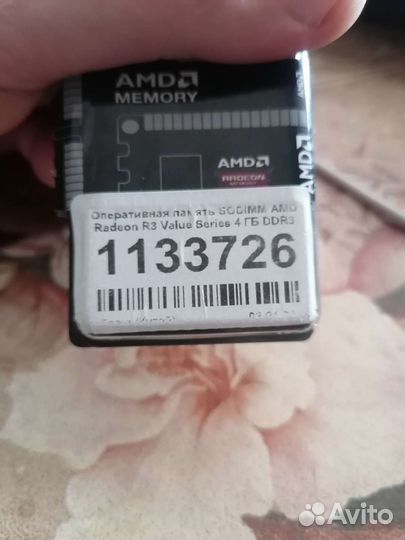 AMD
MEMORY
AMD
AMD
RADEON
Оперативная память SODIMM AMD
Radeon R3 Value Series 4 ГБ DDR3
1133726
Avito